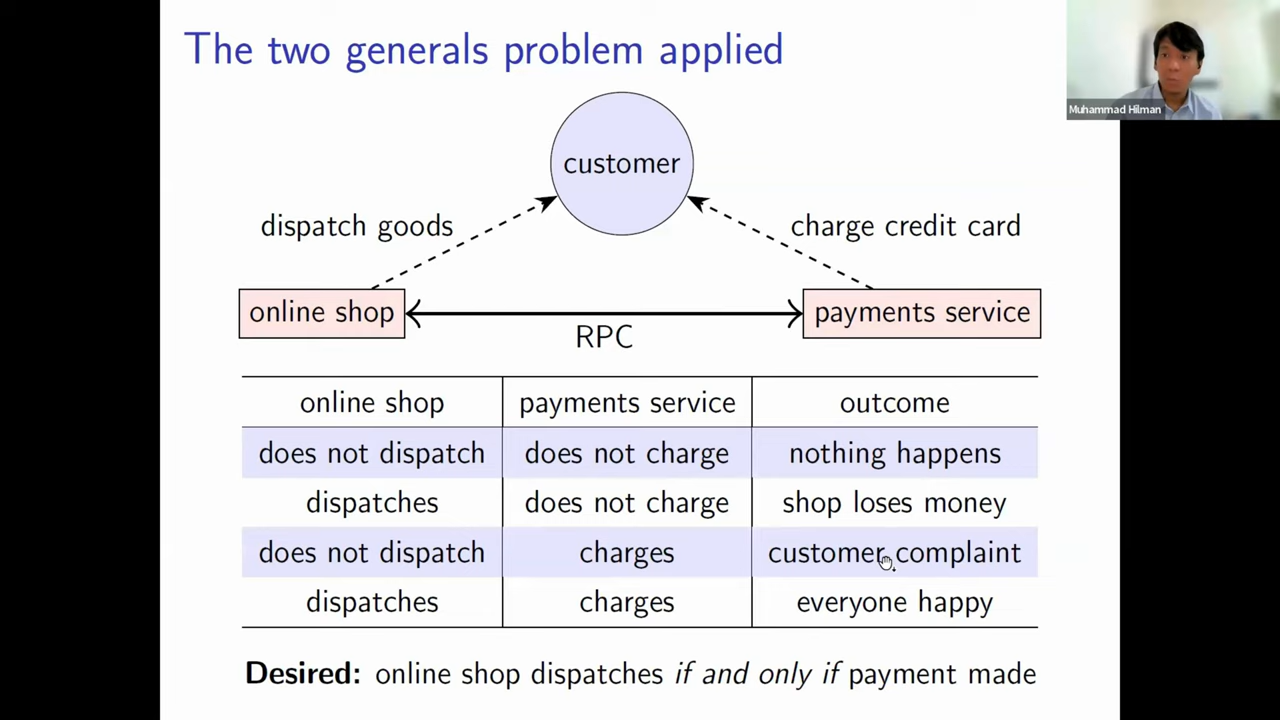 The two generals problem applied
Muhammad Hilman
customer
dispatch goods
charge credit card
online shop
payments service
RPC
online shop payments service outcome
does not dispatch does not charge nothing happens
dispatches does not charge shop loses money
does not dispatch charges customer complaint
dispatches charges everyone happy
Desired: online shop dispatches if and only if payment made